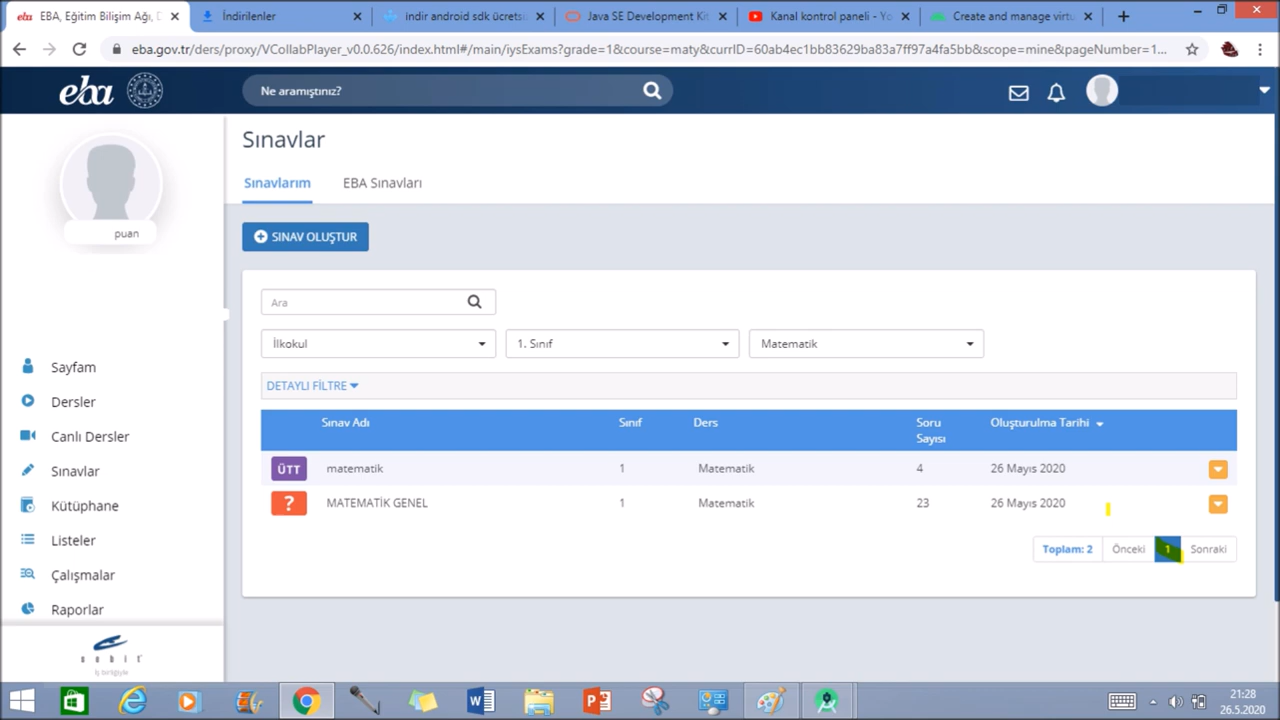 eba EBA, Eğitim Bilişim Ağı, D
İndirilenler
indir android sdk ücretsi
Java SE Development Kit
Kanal kontrol paneli - Yo
Create and manage virtu
eba.gov.tr/ders/proxy/VCollabPlayer_v0.0.626/index.html#/main/iysExams?grade=1&course=maty&currID=60ab4ec1bb83629ba83a7ff97a4fa5bb&scope=mine&pageNumber=1...
eba
Ne aramıştınız?
puan
Sayfam
Dersler
Canlı Dersler
Sınavlar
Kütüphane
Listeler
Çalışmalar
Raporlar
sebit
iş birliğiyle
Sınavlar
Sınavlarım EBA Sınavları
SINAV OLUŞTUR
Ara
İlkokul 1. Sınıf Matematik
DETAYLI FİLTRE
Sınav Adı Sınıf Ders Soru Sayısı Oluşturulma Tarihi
ÜTT matematik 1 Matematik 4 26 Mayıs 2020
? MATEMATİK GENEL 1 Matematik 23 26 Mayıs 2020
Toplam: 2 Önceki 1 Sonraki
21:28
26.5.2020